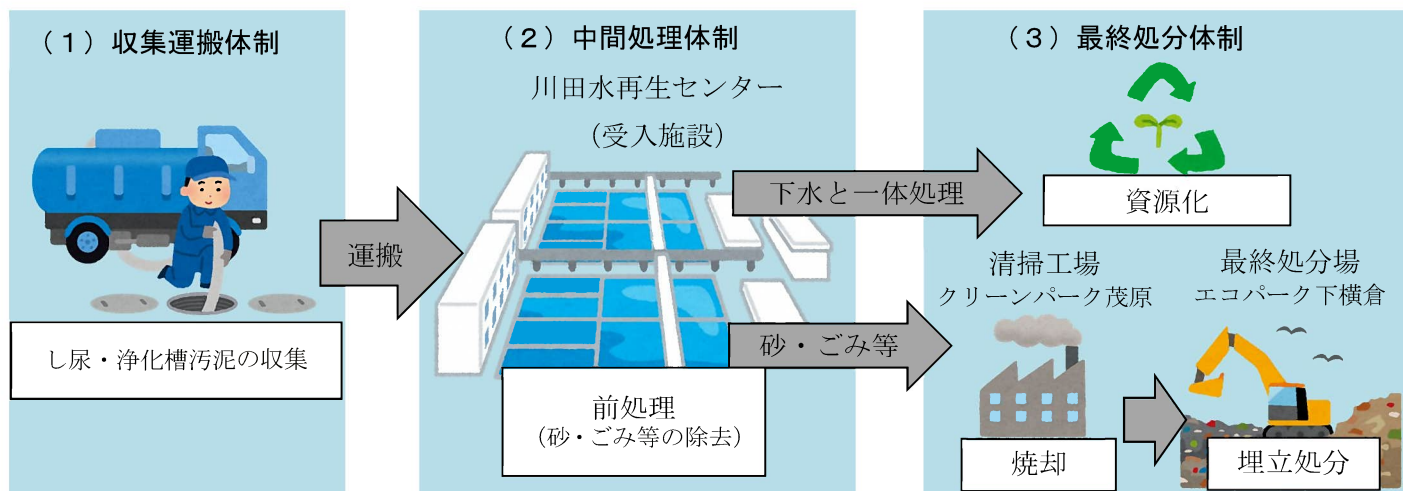 （１）収集運搬体制
し尿・浄化槽汚泥の収集
運搬
（２）中間処理体制
川田水再生センター
（受入施設）
前処理
（砂・ごみ等の除去）
下水と一体処理
砂・ごみ等
（３）最終処分体制
資源化
清掃工場
クリーンパーク茂原
焼却
最終処分場
エコパーク下横倉
埋立処分